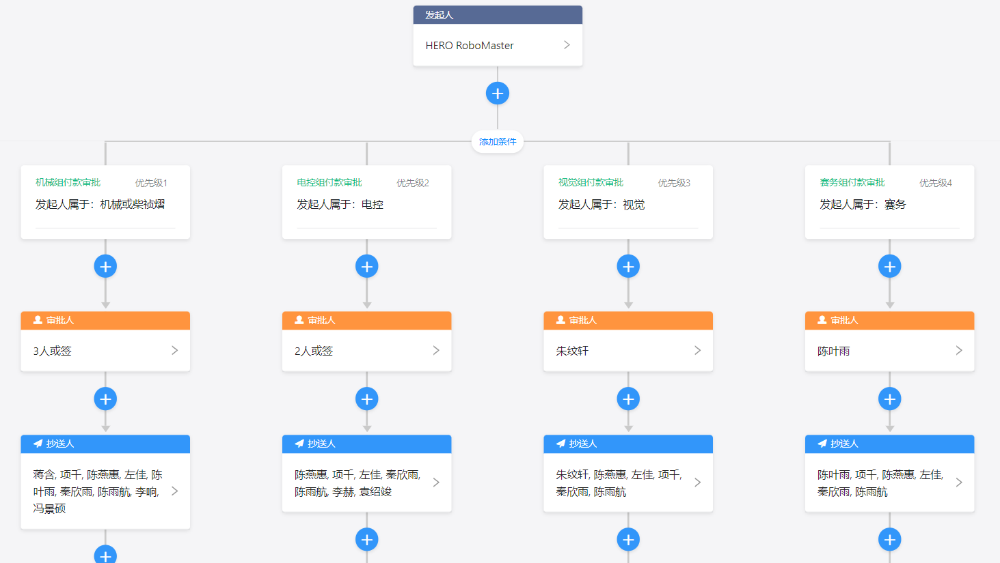 发起人
HERO RoboMaster
添加条件
机械组付款审批 优先级1
发起人属于：机械或柴祯熠
电控组付款审批 优先级2
发起人属于：电控
视觉组付款审批 优先级3
发起人属于：视觉
赛务组付款审批 优先级4
发起人属于：赛务
审批人
3人或签
审批人
2人或签
审批人
朱纹轩
审批人
陈叶雨
抄送人
蒋含, 项千, 陈燕惠, 左佳, 陈
叶雨, 秦欣雨, 陈雨航, 李晌,
冯景硕
抄送人
陈燕惠, 项千, 左佳, 秦欣雨,
陈雨航, 李赫, 袁绍竣
抄送人
朱纹轩, 陈燕惠, 左佳, 项千,
秦欣雨, 陈雨航
抄送人
陈叶雨, 项千, 陈燕惠, 左佳,
秦欣雨, 陈雨航